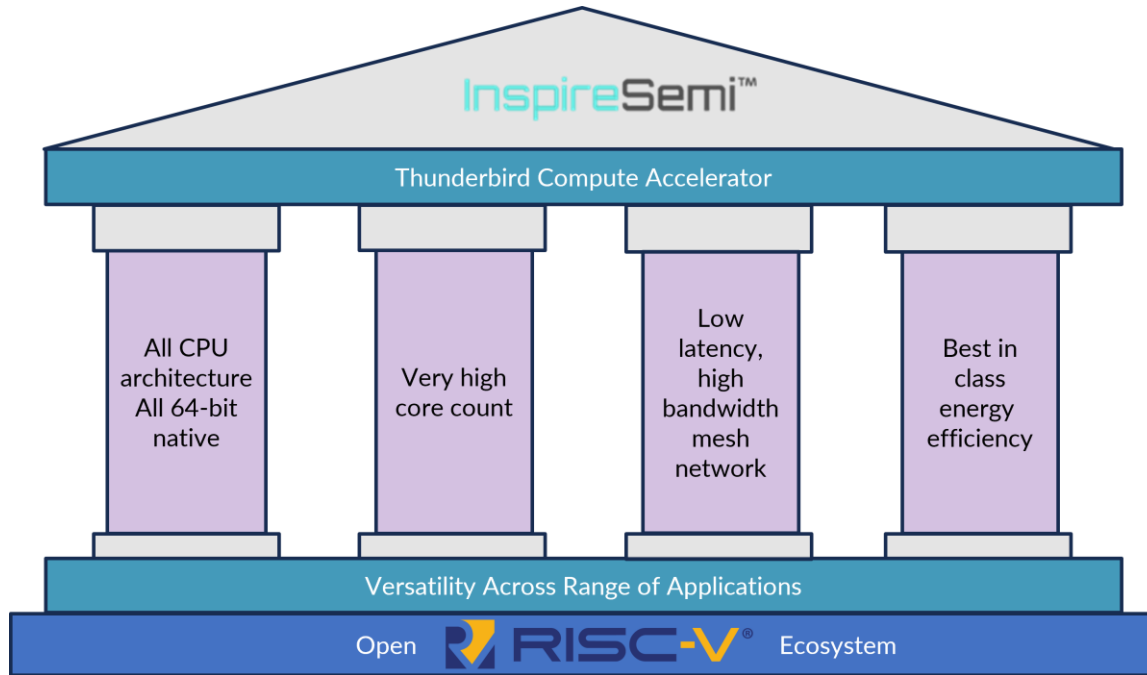 InspireSemi™
Thunderbird Compute Accelerator
All CPU
architecture
All 64-bit
native
Very high
core count
Low
latency,
high
bandwidth
mesh
network
Best in
class
energy
efficiency
Versatility Across Range of Applications
Open RISC-V® Ecosystem